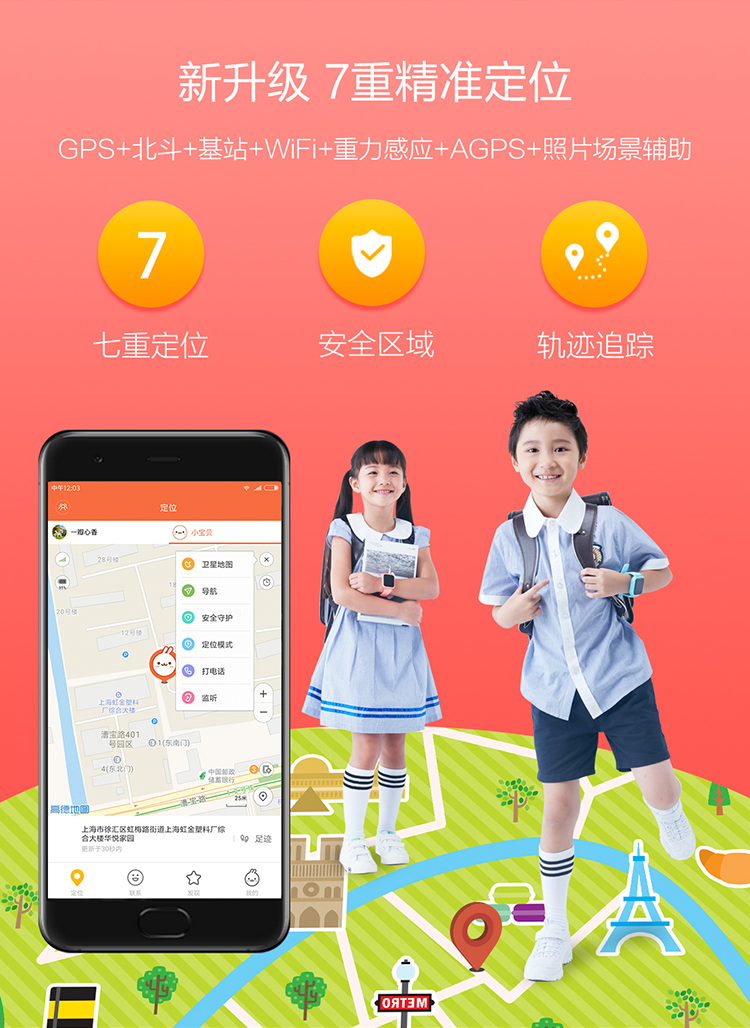 新升级 7重精准定位
GPS+北斗+基站+WiFi+重力感应+AGPS+照片场景辅助
7
七重定位
安全区域
轨迹追踪
中午12:03
定位
一瓣心香
小宝贝
28号楼
卫星地图
导航
20号楼
安全守护
12号楼
定位模式
打电话
上海虹金塑料
厂综合大楼
监听
漕宝路401
号园区
1(东南门)
4(东北门)
中国邮政
储蓄银行
3
漕宝路
25米
高德地图
上海市徐汇区虹梅路街道上海虹金塑料厂综
合大楼华悦家园
足迹
更新于30秒内
定位
联系
发现
我的
METRO